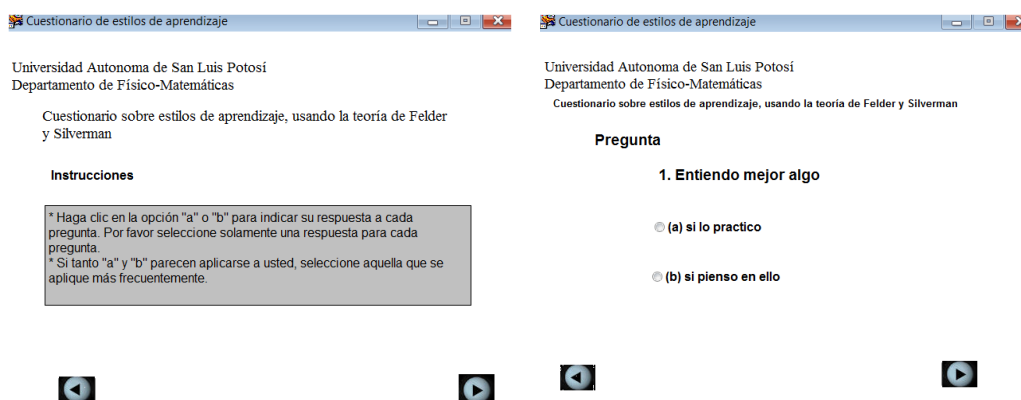 Cuestionario de estilos de aprendizaje
Universidad Autonoma de San Luis Potosí
Departamento de Físico-Matemáticas
Cuestionario sobre estilos de aprendizaje, usando la teoría de Felder
y Silverman
Instrucciones
* Haga clic en la opción "a" o "b" para indicar su respuesta a cada
pregunta. Por favor seleccione solamente una respuesta para cada
pregunta.
* Si tanto "a" y "b" parecen aplicarse a usted, seleccione aquella que se
aplique más frecuentemente.
Cuestionario de estilos de aprendizaje
Universidad Autonoma de San Luis Potosí
Departamento de Físico-Matemáticas
Cuestionario sobre estilos de aprendizaje, usando la teoría de Felder y Silverman
Pregunta
1. Entiendo mejor algo
(a) si lo practico
(b) si pienso en ello